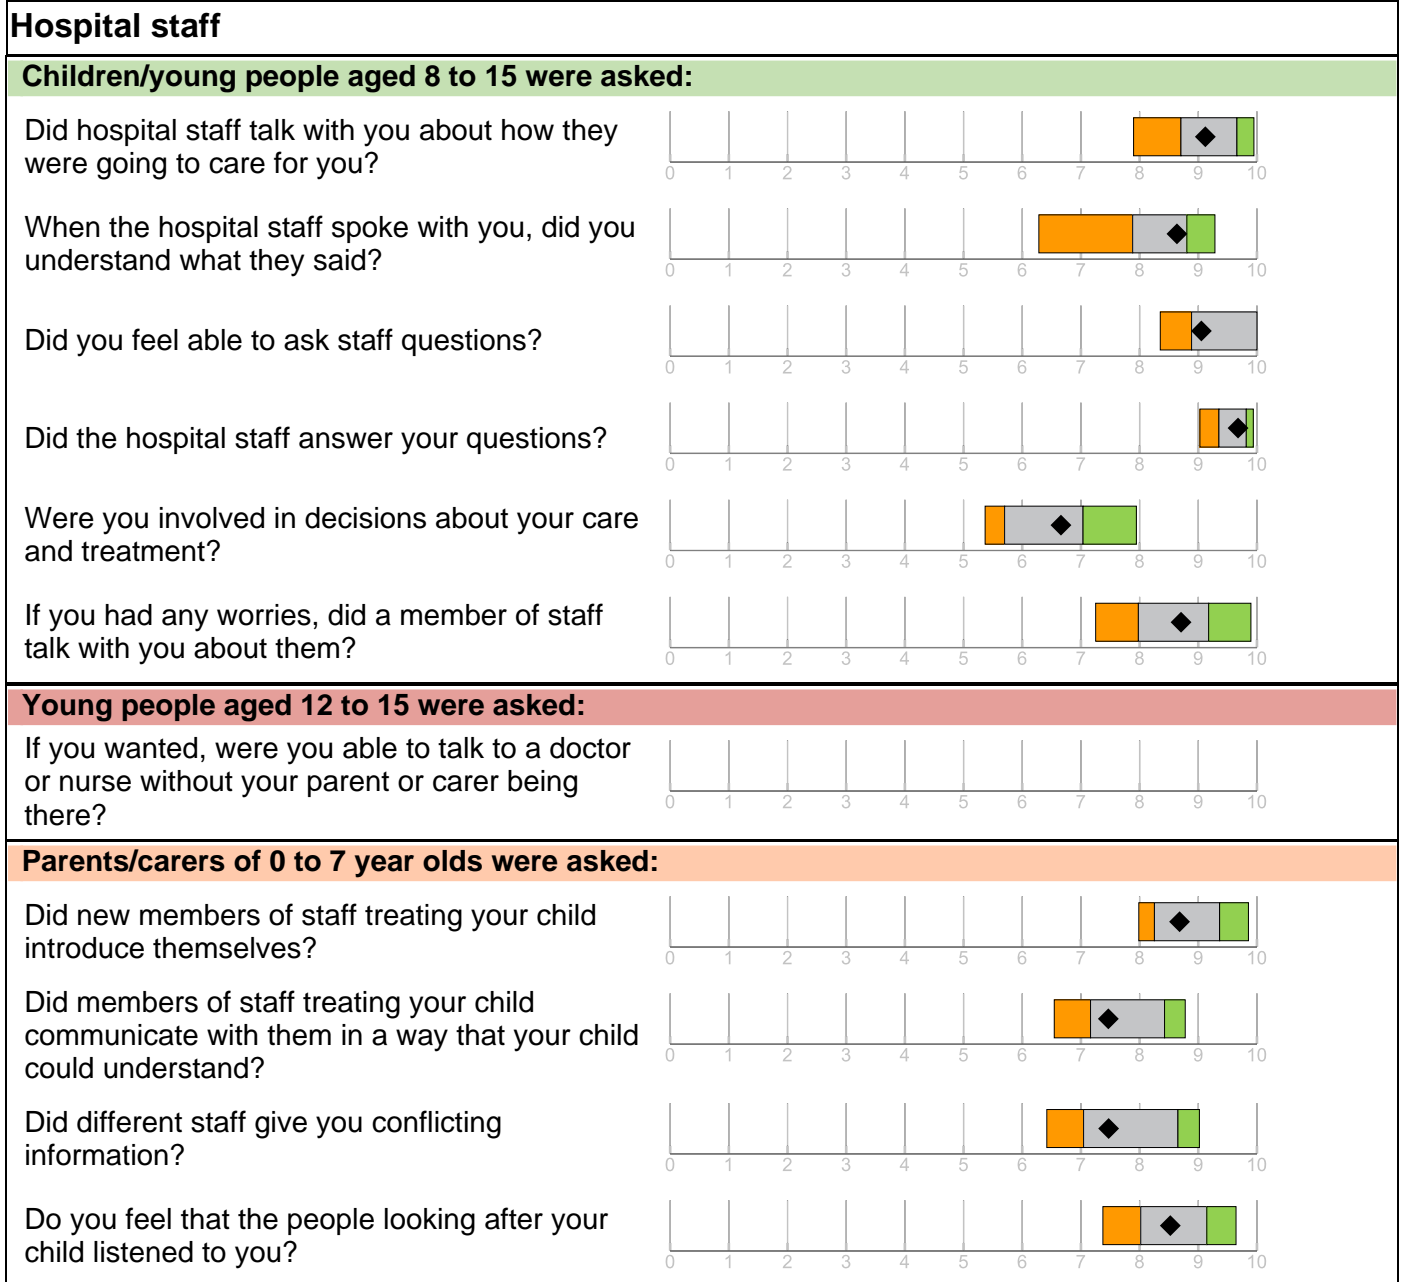 Hospital staff
Children/young people aged 8 to 15 were asked:
Did hospital staff talk with you about how they
were going to care for you?
0 1 2 3 4 5 6 7 8 9 10
When the hospital staff spoke with you, did you
understand what they said?
0 1 2 3 4 5 6 7 8 9 10
Did you feel able to ask staff questions?
0 1 2 3 4 5 6 7 8 9 10
Did the hospital staff answer your questions?
0 1 2 3 4 5 6 7 8 9 10
Were you involved in decisions about your care
and treatment?
0 1 2 3 4 5 6 7 8 9 10
If you had any worries, did a member of staff
talk with you about them?
0 1 2 3 4 5 6 7 8 9 10
Young people aged 12 to 15 were asked:
If you wanted, were you able to talk to a doctor
or nurse without your parent or carer being
there?
0 1 2 3 4 5 6 7 8 9 10
Parents/carers of 0 to 7 year olds were asked:
Did new members of staff treating your child
introduce themselves?
0 1 2 3 4 5 6 7 8 9 10
Did members of staff treating your child
communicate with them in a way that your child
could understand?
0 1 2 3 4 5 6 7 8 9 10
Did different staff give you conflicting
information?
0 1 2 3 4 5 6 7 8 9 10
Do you feel that the people looking after your
child listened to you?
0 1 2 3 4 5 6 7 8 9 10